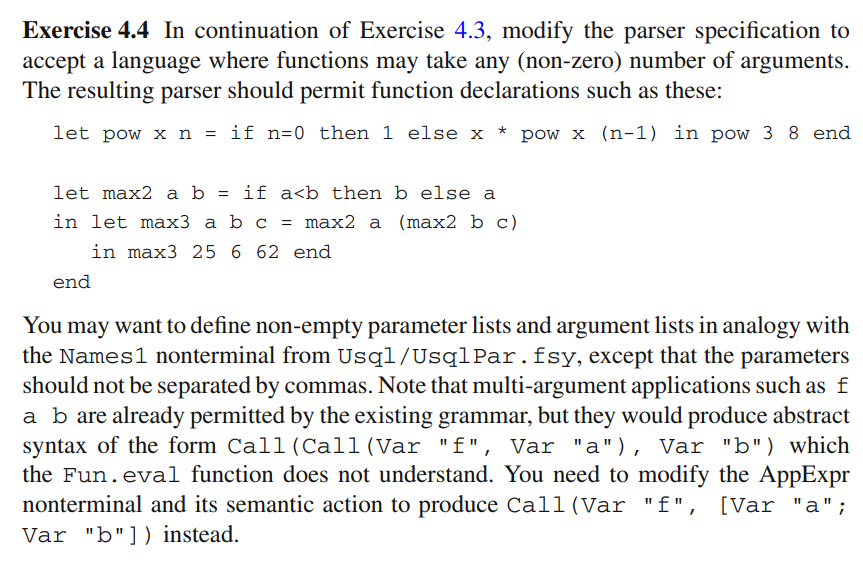 Exercise 4.4 In continuation of Exercise 4.3, modify the parser specification to
accept a language where functions may take any (non-zero) number of arguments.
The resulting parser should permit function declarations such as these:
let pow x n = if n=0 then 1 else x * pow x (n-1) in pow 3 8 end
let max2 a b = if a<b then b else a
in let max3 a b c = max2 a (max2 b c)
in max3 25 6 62 end
end
You may want to define non-empty parameter lists and argument lists in analogy with
the Names1 nonterminal from Usql/UsqlPar.fsy, except that the parameters
should not be separated by commas. Note that multi-argument applications such as f
a b are already permitted by the existing grammar, but they would produce abstract
syntax of the form Call(Call(Var "f", Var "a"), Var "b") which
the Fun.eval function does not understand. You need to modify the AppExpr
nonterminal and its semantic action to produce Call(Var "f", [Var "a";
Var "b"]) instead.